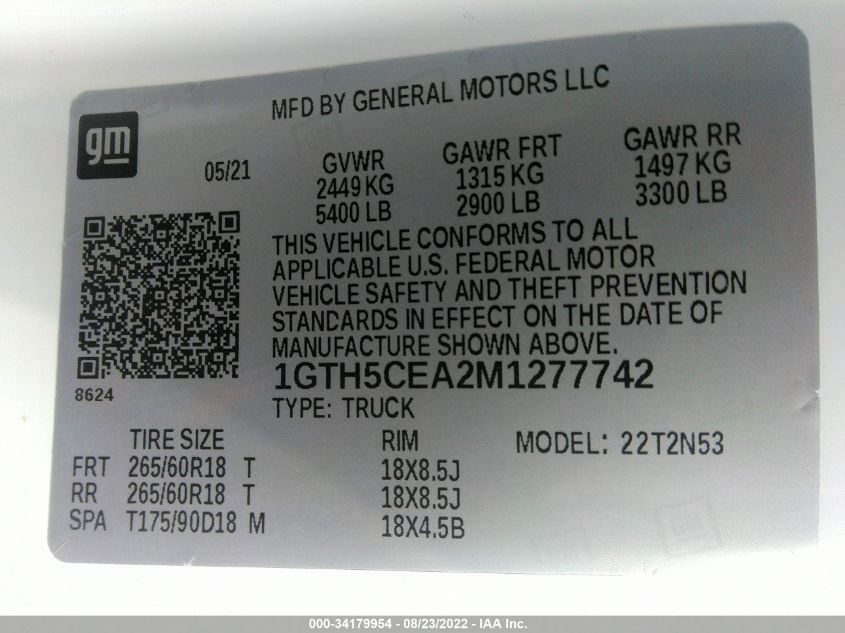 MFD BY GENERAL MOTORS LLC
gm
05/21
GVWR
2449 KG
5400 LB
GAWR FRT
1315 KG
2900 LB
GAWR RR
1497 KG
3300 LB
THIS VEHICLE CONFORMS TO ALL
APPLICABLE U.S. FEDERAL MOTOR
VEHICLE SAFETY AND THEFT PREVENTION
STANDARDS IN EFFECT ON THE DATE OF
MANUFACTURE SHOWN ABOVE.
8624
1GTH5CEA2M1277742
TYPE: TRUCK
TIRE SIZE RIM MODEL: 22T2N53
FRT 265/60R18 T 18X8.5J
RR 265/60R18 T 18X8.5J
SPA T175/90D18 M 18X4.5B
gm
000-34179954 - 08/23/2022 - IAA Inc.